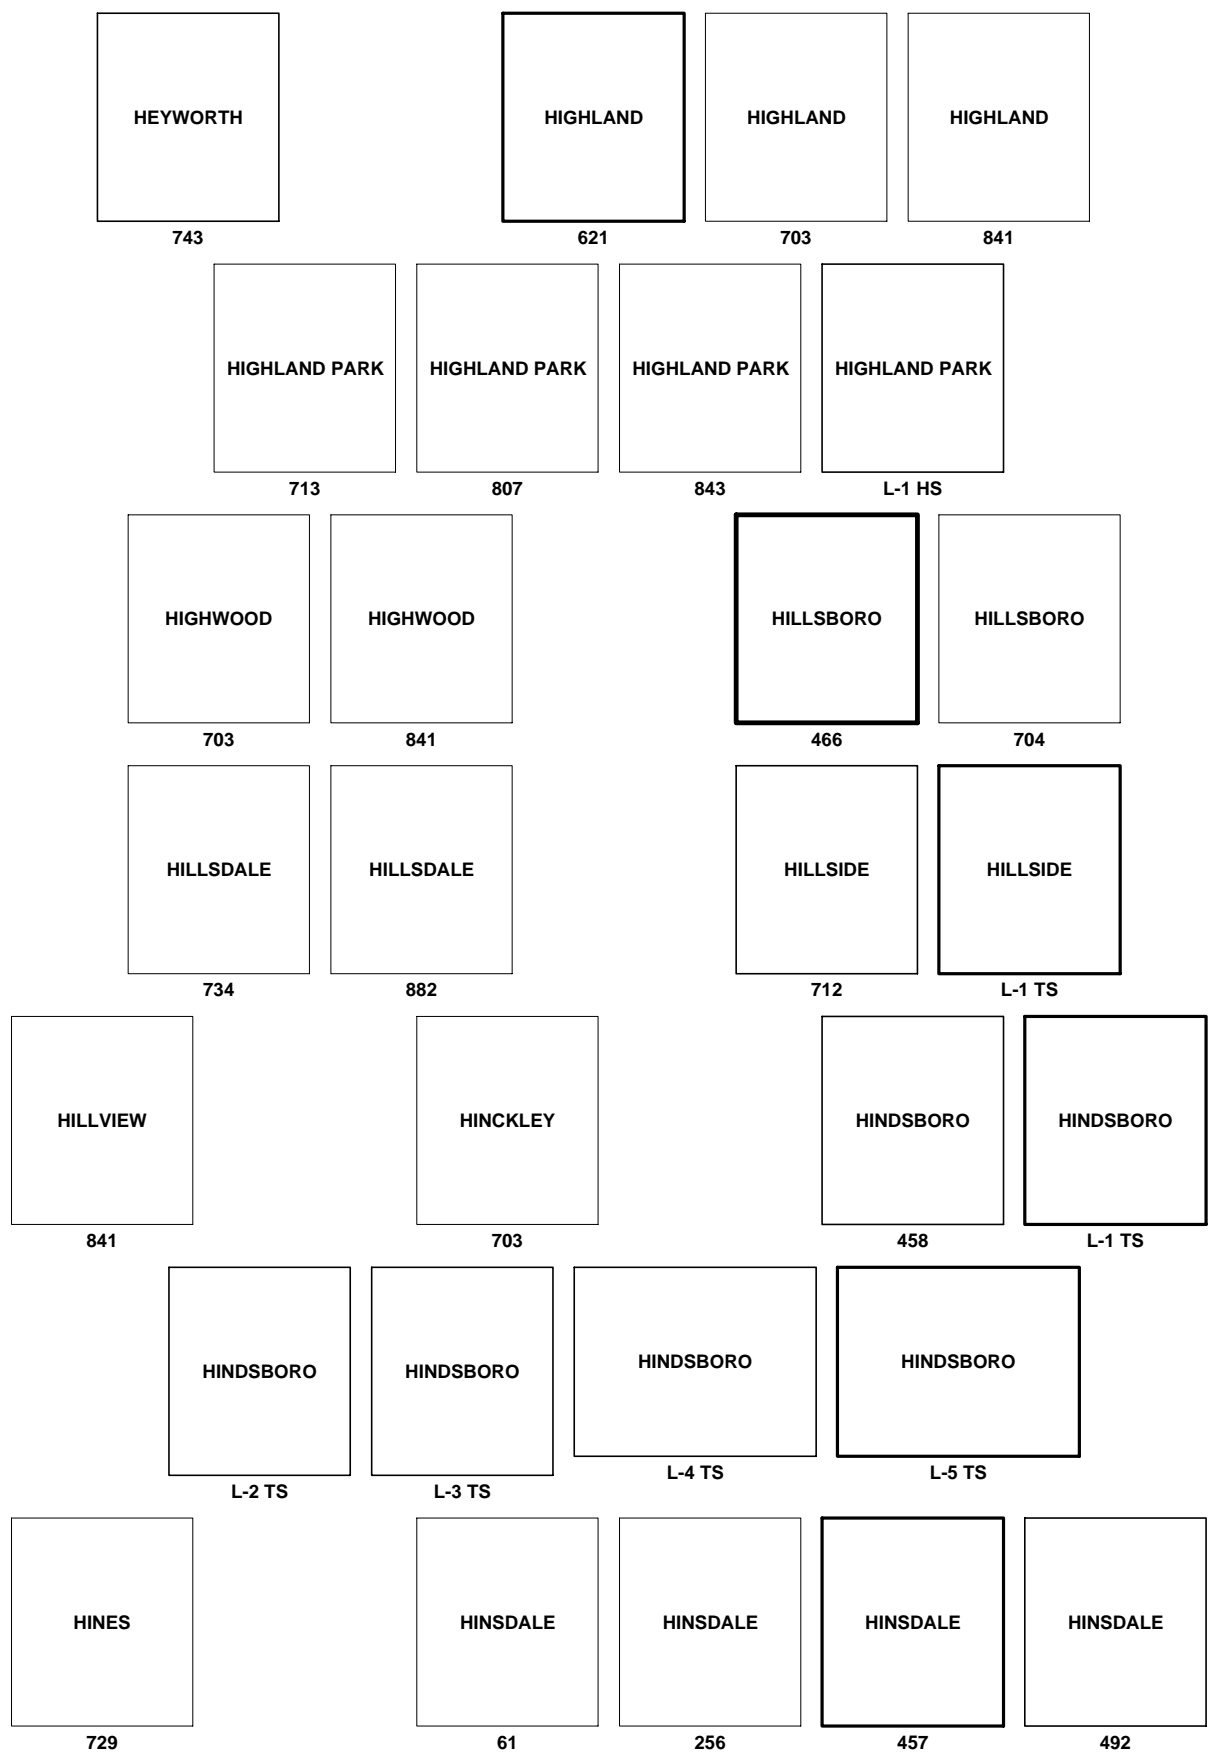 HEYWORTH HIGHLAND HIGHLAND HIGHLAND
743 621 703 841
HIGHLAND PARK HIGHLAND PARK HIGHLAND PARK HIGHLAND PARK
713 807 843 L-1 HS
HIGHWOOD HIGHWOOD HILLSBORO HILLSBORO
703 841 466 704
HILLSDALE HILLSDALE HILLSIDE HILLSIDE
734 882 712 L-1 TS
HILLVIEW HINCKLEY HINDSBORO HINDSBORO
841 703 458 L-1 TS
HINDSBORO HINDSBORO HINDSBORO HINDSBORO
L-2 TS L-3 TS L-4 TS L-5 TS
HINES HINSDALE HINSDALE HINSDALE HINSDALE
729 61 256 457 492